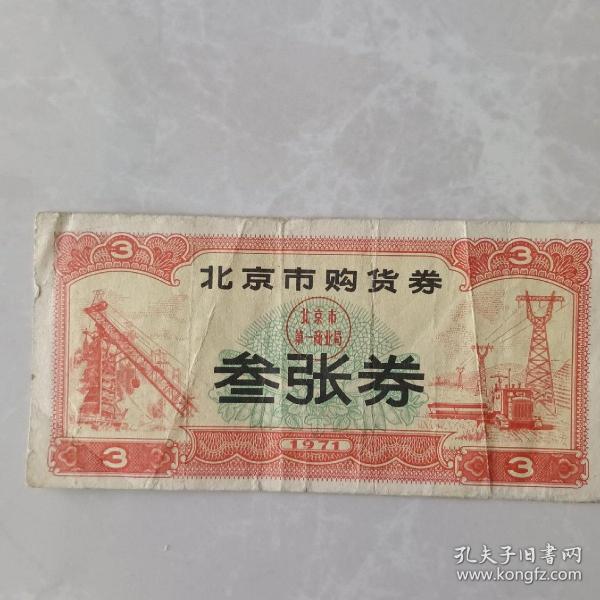 3 3
北京市购货券
北京市
第一商业局
叁张券
1971
3 3
孔夫子旧书网
www.kongfz.com